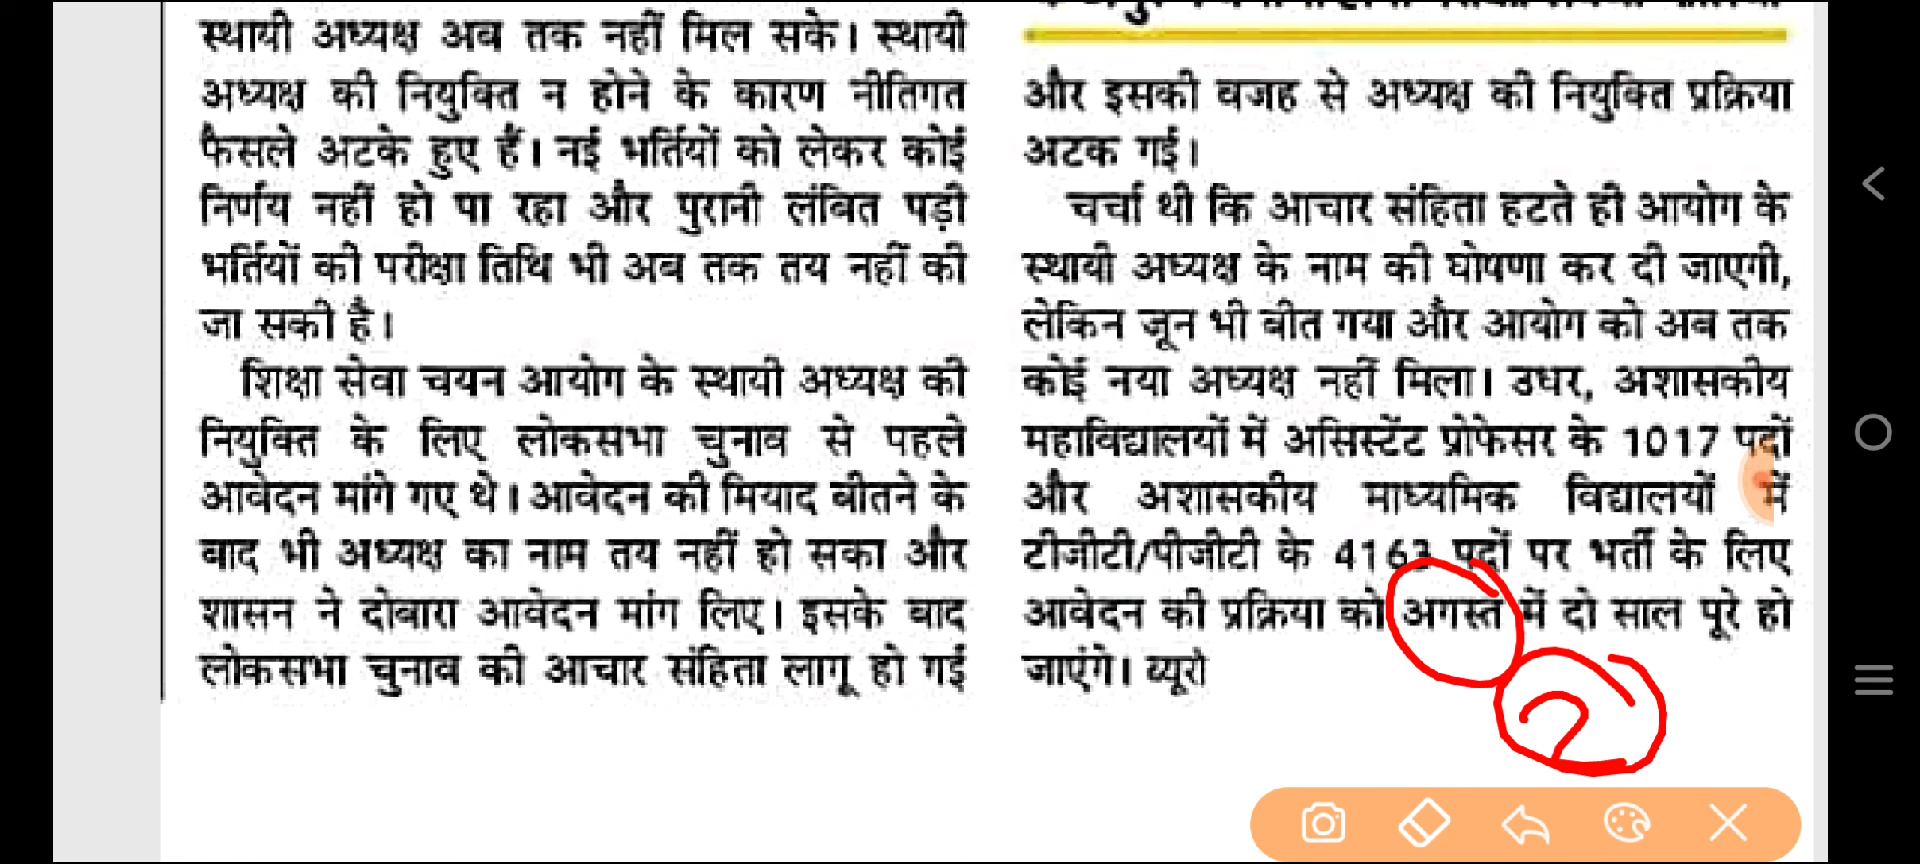 स्थायी अध्यक्ष अब तक नहीं मिल सके। स्थायी
अध्यक्ष की नियुक्ति न होने के कारण नीतिगत
फैसले अटके हुए हैं। नई भर्तियों को लेकर कोई
निर्णय नहीं हो पा रहा और पुरानी लंबित पड़ी
भर्तियों की परीक्षा तिथि भी अब तक तय नहीं की
जा सकी है।
शिक्षा सेवा चयन आयोग के स्थायी अध्यक्ष की
नियुक्ति के लिए लोकसभा चुनाव से पहले
आवेदन मांगे गए थे। आवेदन की मियाद बीतने के
बाद भी अध्यक्ष का नाम तय नहीं हो सका और
शासन ने दोबारा आवेदन मांग लिए। इसके बाद
लोकसभा चुनाव की आचार संहिता लागू हो गई
और इसकी वजह से अध्यक्ष की नियुक्ति प्रक्रिया
अटक गई।
चर्चा थी कि आचार संहिता हटते ही आयोग के
स्थायी अध्यक्ष के नाम की घोषणा कर दी जाएगी,
लेकिन जून भी बीत गया और आयोग को अब तक
कोई नया अध्यक्ष नहीं मिला। उधर, अशासकीय
महाविद्यालयों में असिस्टेंट प्रोफेसर के 1017 पदों
और अशासकीय माध्यमिक विद्यालयों में
टीजीटी/पीजीटी के 4163 पदों पर भर्ती के लिए
आवेदन की प्रक्रिया को अगस्त में दो साल पूरे हो
जाएंगे। ब्यूरो
2